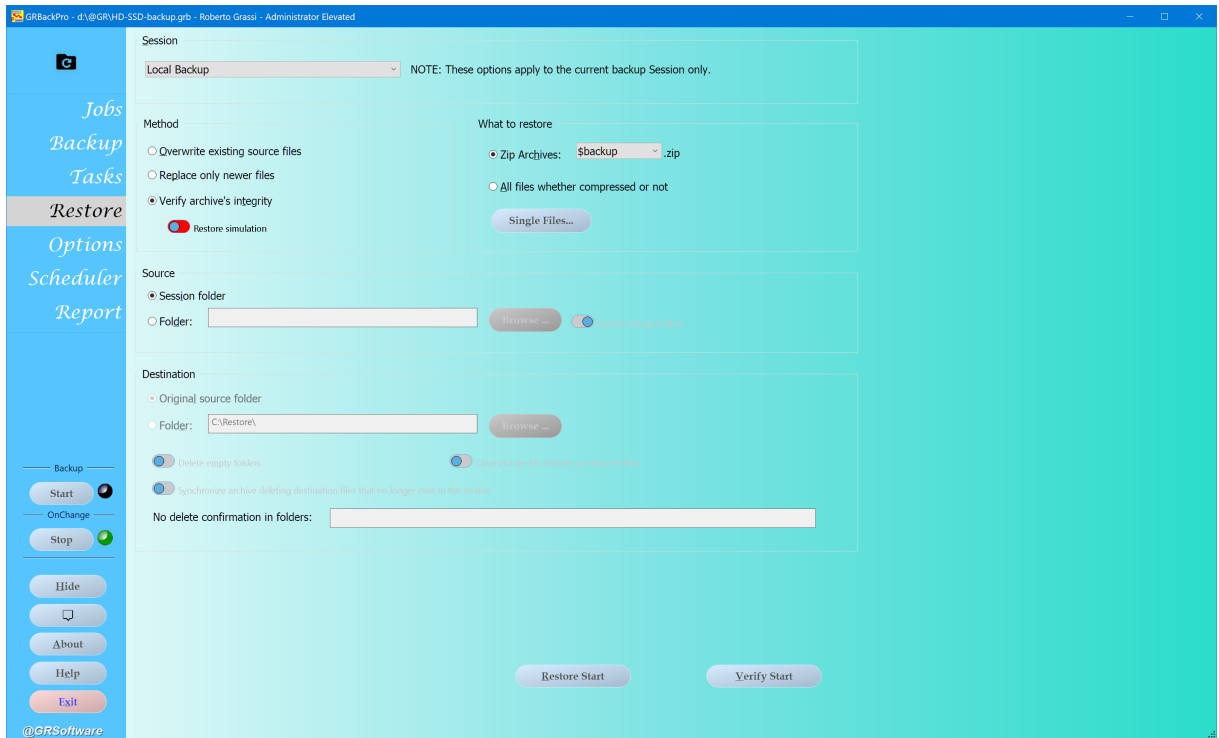 GRBackPro - d:\@GR\HD-SSD-backup.grb - Roberto Grassi - Administrator Elevated
Jobs
Backup
Tasks
Restore
Options
Scheduler
Report
Backup
Start
OnChange
Stop
Hide
About
Help
Exit
@GRSoftware
Session
Local Backup
NOTE: These options apply to the current backup Session only.
Method
Overwrite existing source files
Replace only newer files
Verify archive's integrity
Restore simulation
What to restore
Zip Archives: $backup .zip
All files whether compressed or not
Single Files...
Source
Session folder
Folder: Browse ...
Destination
Original source folder
Folder: C:\Restore\ Browse ...
Delete empty folders
Synchronize archive deleting destination files that no longer exist in the
No delete confirmation in folders:
Restore Start
Verify Start